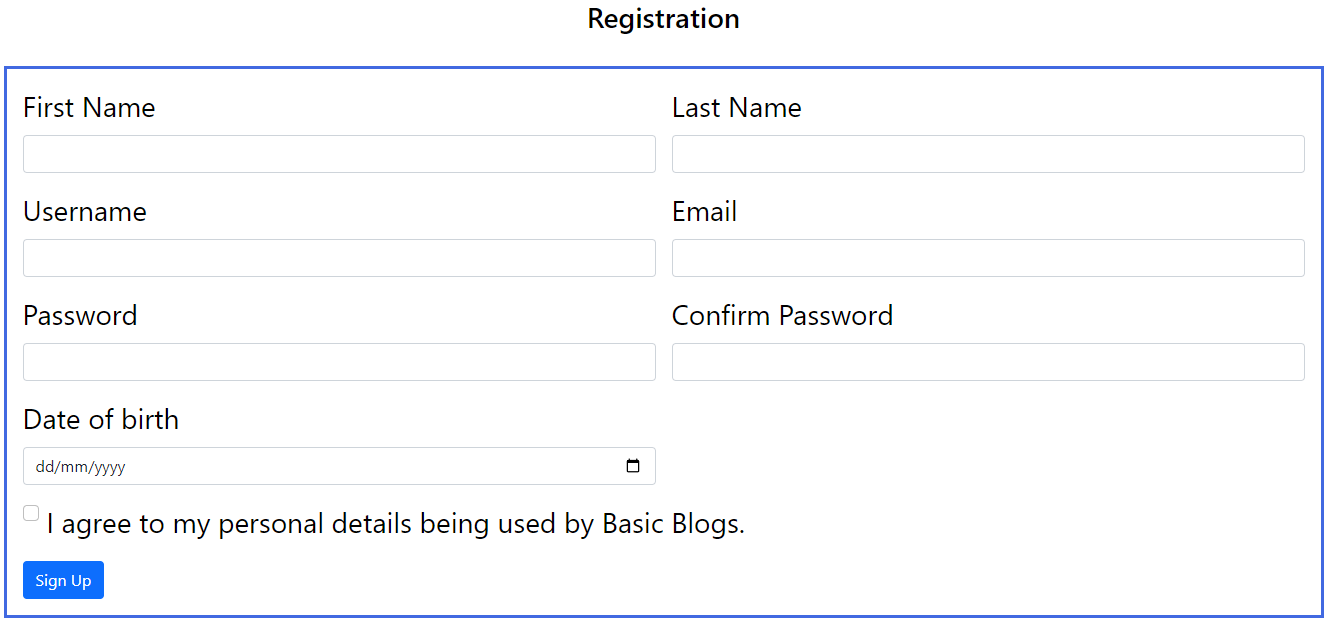 Registration
First Name
Last Name
Username
Email
Password
Confirm Password
Date of birth
dd/mm/yyyy
I agree to my personal details being used by Basic Blogs.
Sign Up